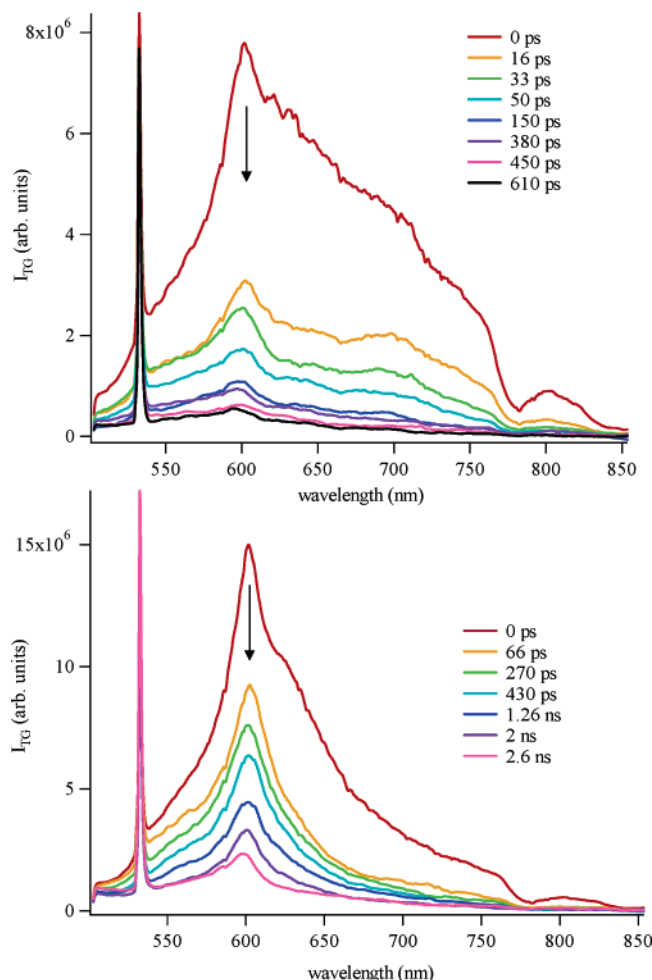 8x10⁶
6
4
2
0
I_TG (arb. units)
0 ps
16 ps
33 ps
50 ps
150 ps
380 ps
450 ps
610 ps
550 600 650 700 750 800 850
wavelength (nm)
15x10⁶
10
5
0
I_TG (arb. units)
0 ps
66 ps
270 ps
430 ps
1.26 ns
2 ns
2.6 ns
550 600 650 700 750 800 850
wavelength (nm)